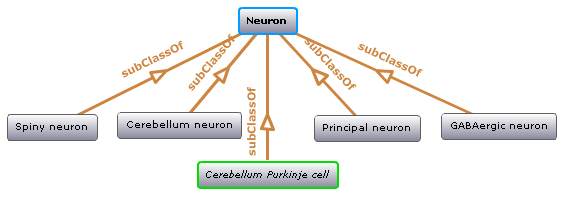 Neuron
subClassOf
subClassOf
subClassOf
subClassOf
subClassOf
Spiny neuron
Cerebellum neuron
Principal neuron
GABAergic neuron
Cerebellum Purkinje cell